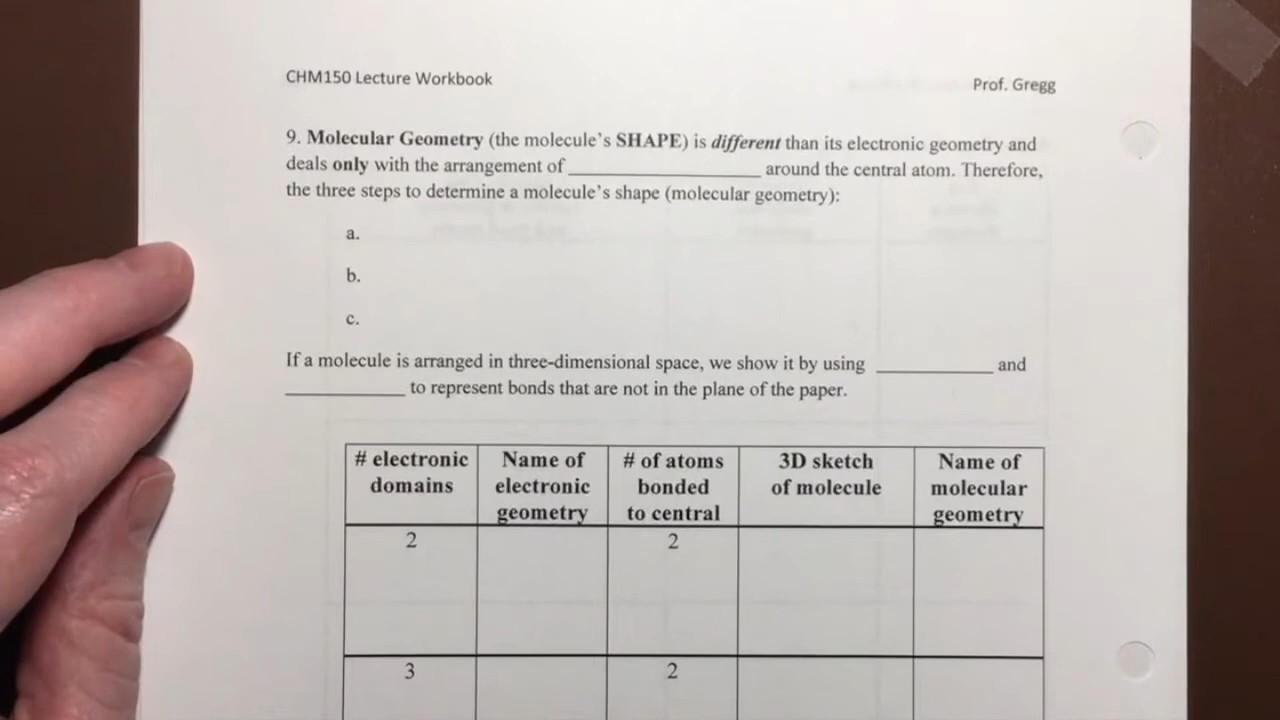 CHM150 Lecture Workbook
Prof. Gregg
9. Molecular Geometry (the molecule's SHAPE) is different than its electronic geometry and
deals only with the arrangement of ____________________ around the central atom. Therefore,
the three steps to determine a molecule's shape (molecular geometry):
a.
b.
c.
If a molecule is arranged in three-dimensional space, we show it by using ____________ and
____________ to represent bonds that are not in the plane of the paper.
# electronic domains
Name of electronic geometry
# of atoms bonded to central
3D sketch of molecule
Name of molecular geometry
2
2
3
2